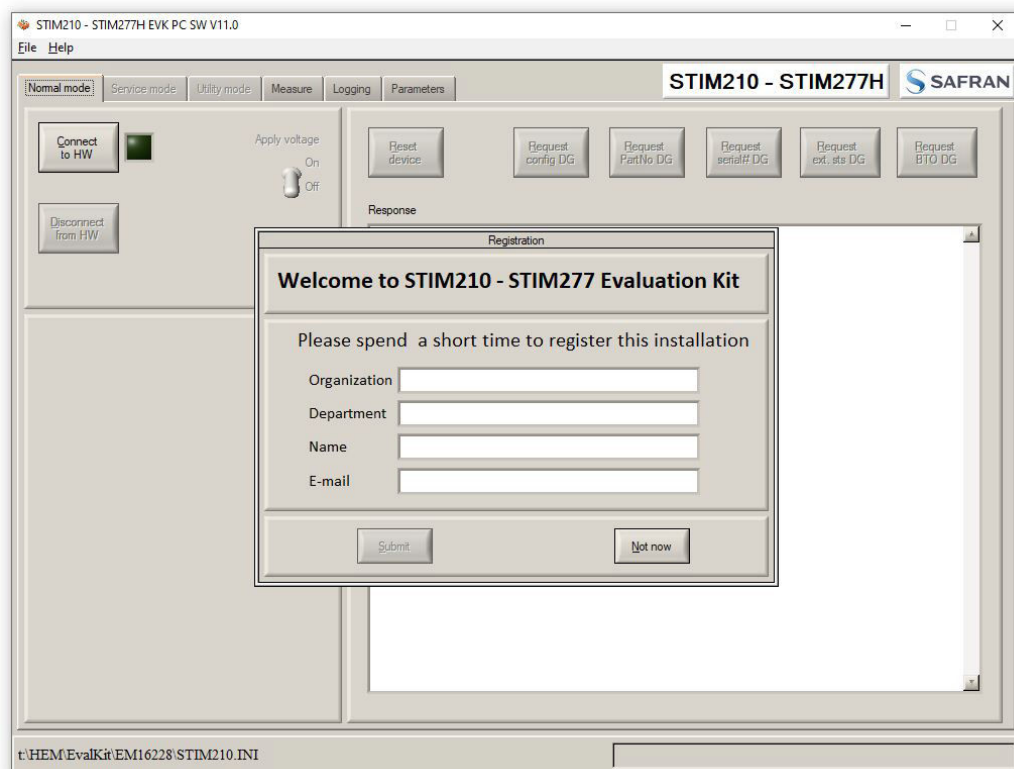 STIM210 - STIM277H EVK PC SW V11.0
File Help
Normal mode Service mode Utility mode Measure Logging Parameters
STIM210 - STIM277H SAFRAN
Connect
to HW
Apply voltage
On
Off
Disconnect
from HW
Reset
device
Request
config DG
Request
PartNo DG
Request
serial# DG
Request
ext. sts DG
Request
BTO DG
Response
Registration
Welcome to STIM210 - STIM277 Evaluation Kit
Please spend a short time to register this installation
Organization
Department
Name
E-mail
Submit Not now
t:\HEM\EvalKit\EM16228\STIM210.INI